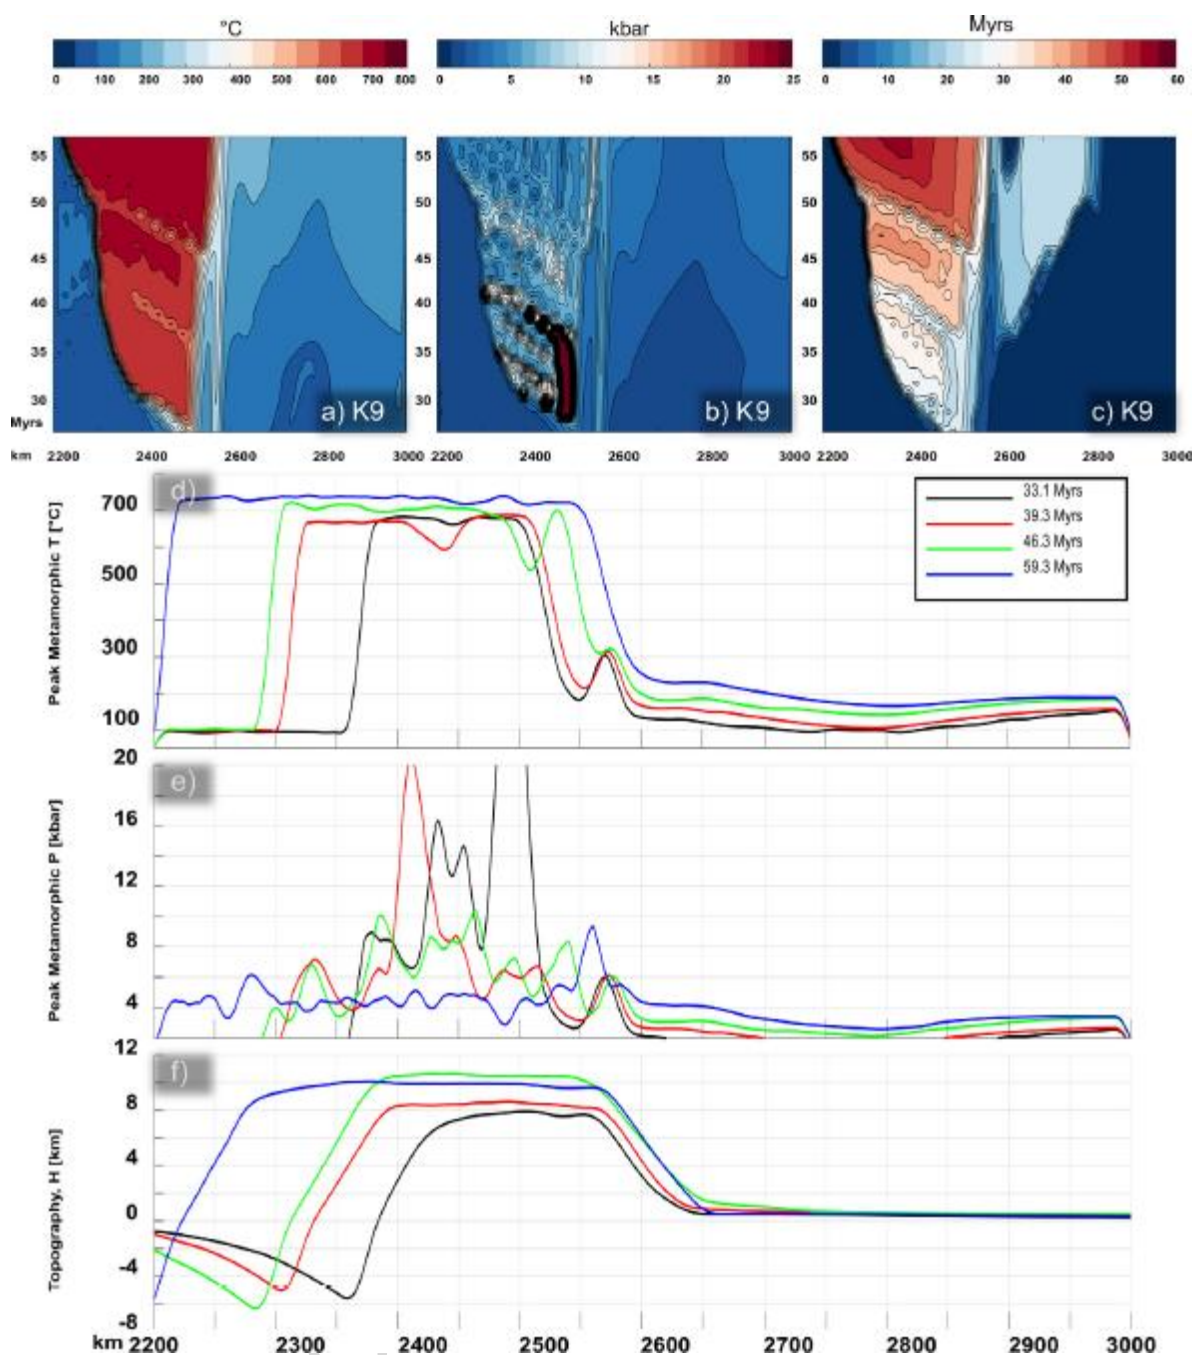 °C
kbar
Myrs
0 100 200 300 400 500 600 700 800
0 5 10 15 20 25
0 10 20 30 40 50 60
55
50
45
40
35
30
Myrs
a) K9
55
50
45
40
35
30
b) K9
55
50
45
40
35
30
c) K9
km 2200 2400 2600 2800 3000 2200 2400 2600 3000 2200 2400 2600 2800 3000
d)
Peak Metamorphic T [°C]
700
500
300
100
33.1 Myrs
39.3 Myrs
46.3 Myrs
59.3 Myrs
e)
Peak Metamorphic P [kbar]
20
16
12
8
4
f)
Topography, H [km]
12
8
4
0
-4
-8
km 2200 2300 2400 2500 2600 2700 2800 2900 3000